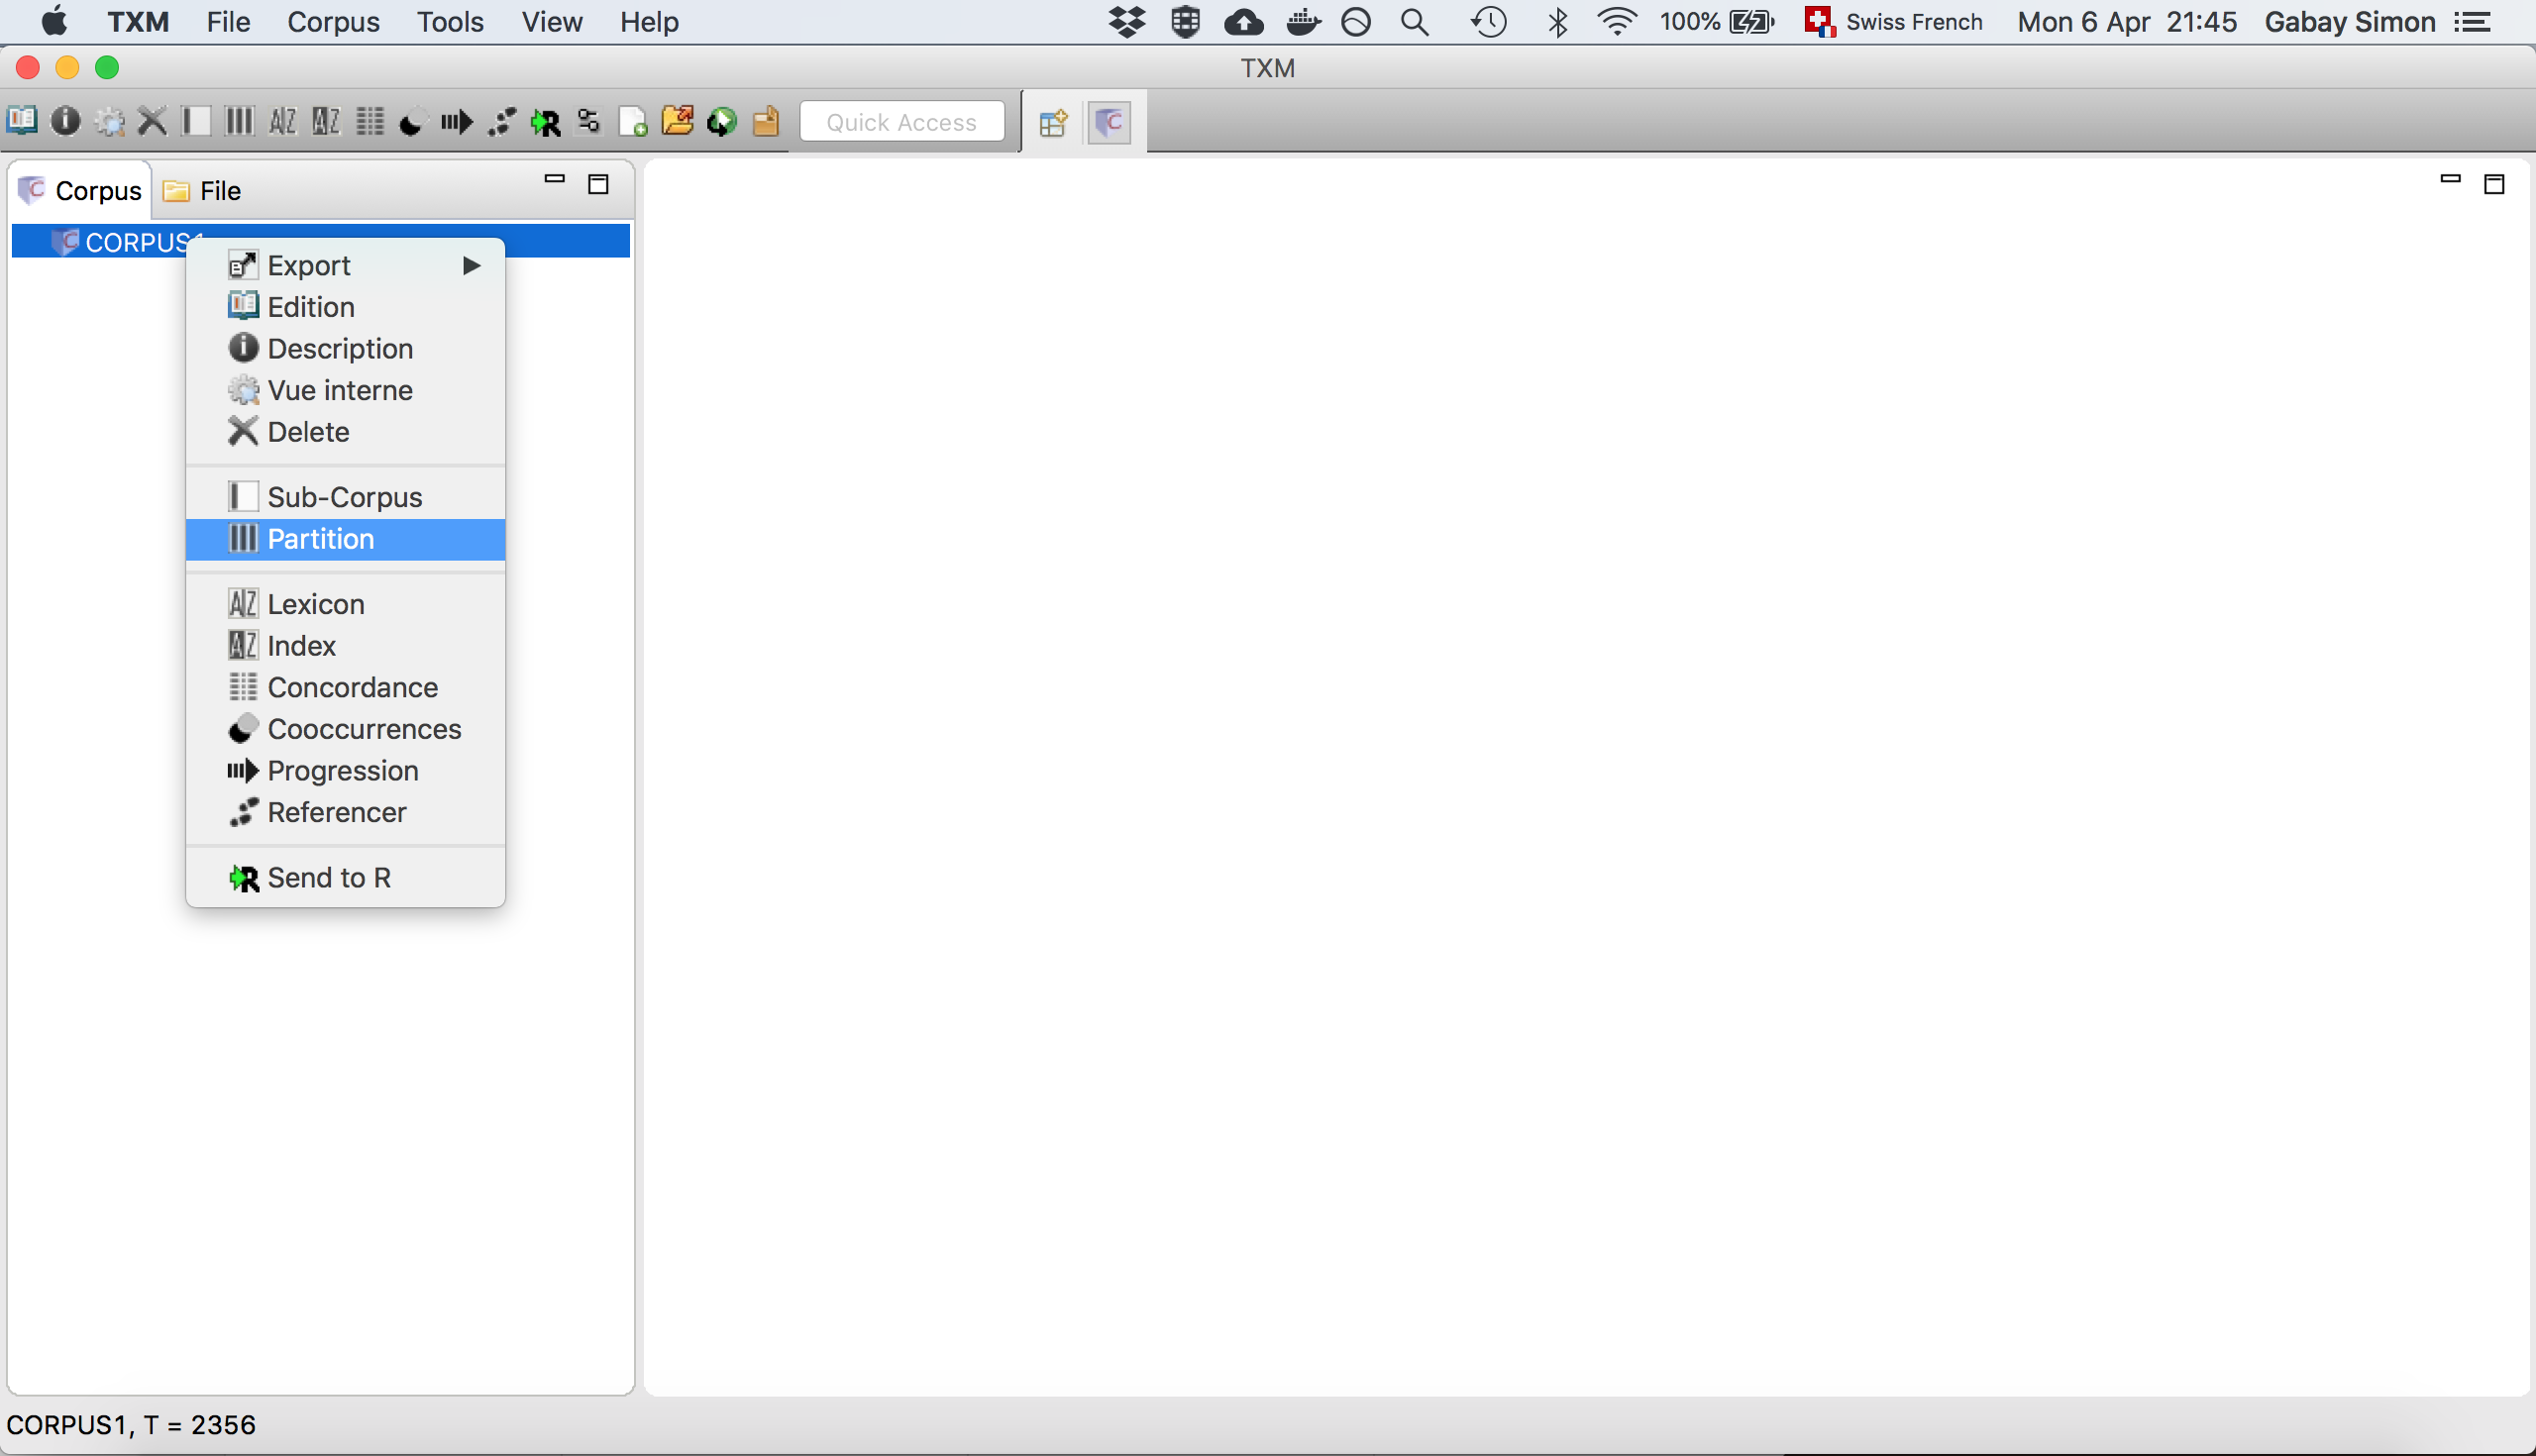 TXM File Corpus Tools View Help 100% Swiss French Mon 6 Apr 21:45 Gabay Simon
TXM
Quick Access
Corpus File
CORPUS1
Export
Edition
Description
Vue interne
Delete
Sub-Corpus
Partition
Lexicon
Index
Concordance
Cooccurrences
Progression
Referencer
Send to R
CORPUS1, T = 2356